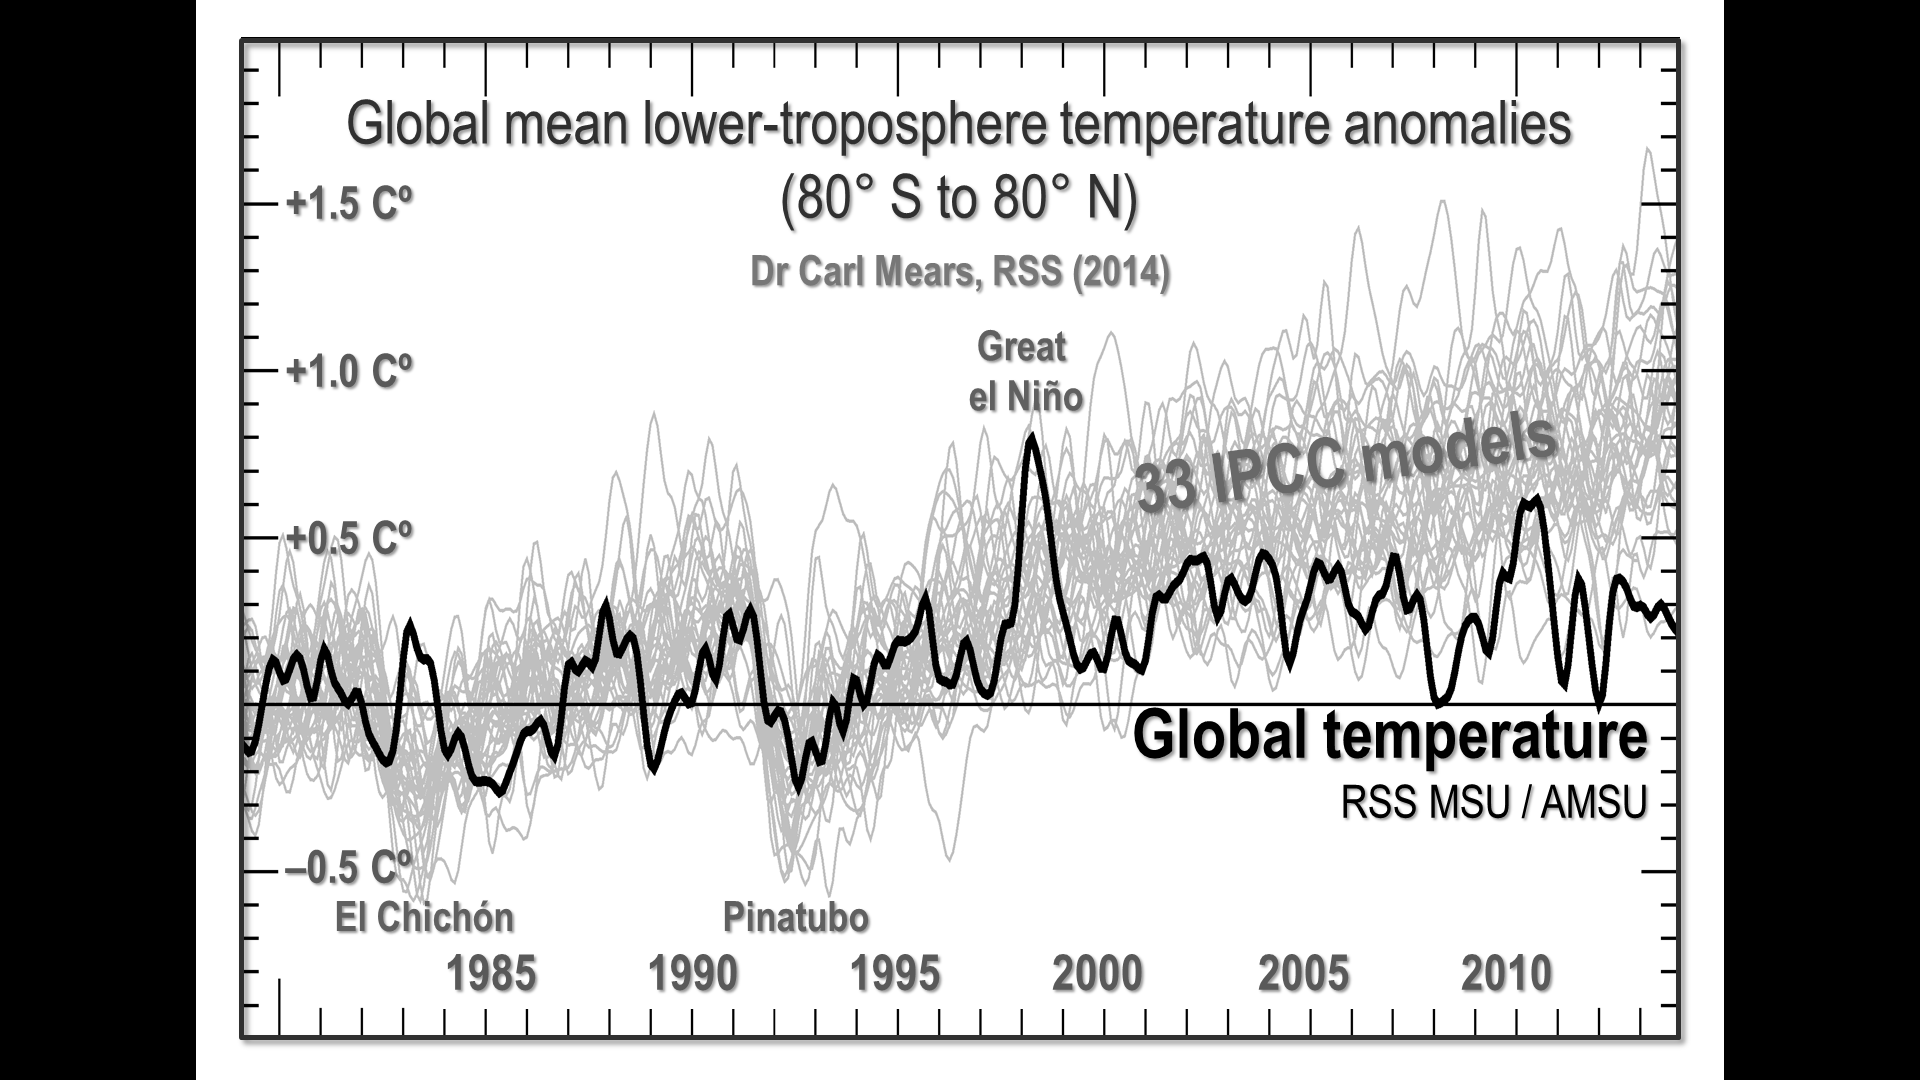 Global mean lower-troposphere temperature anomalies
(80° S to 80° N)
Dr Carl Mears, RSS (2014)
+1.5 Cº
Great
el Niño
+1.0 Cº
33 IPCC models
+0.5 Cº
Global temperature
RSS MSU / AMSU
–0.5 Cº
El Chichón
Pinatubo
1985 1990 1995 2000 2005 2010